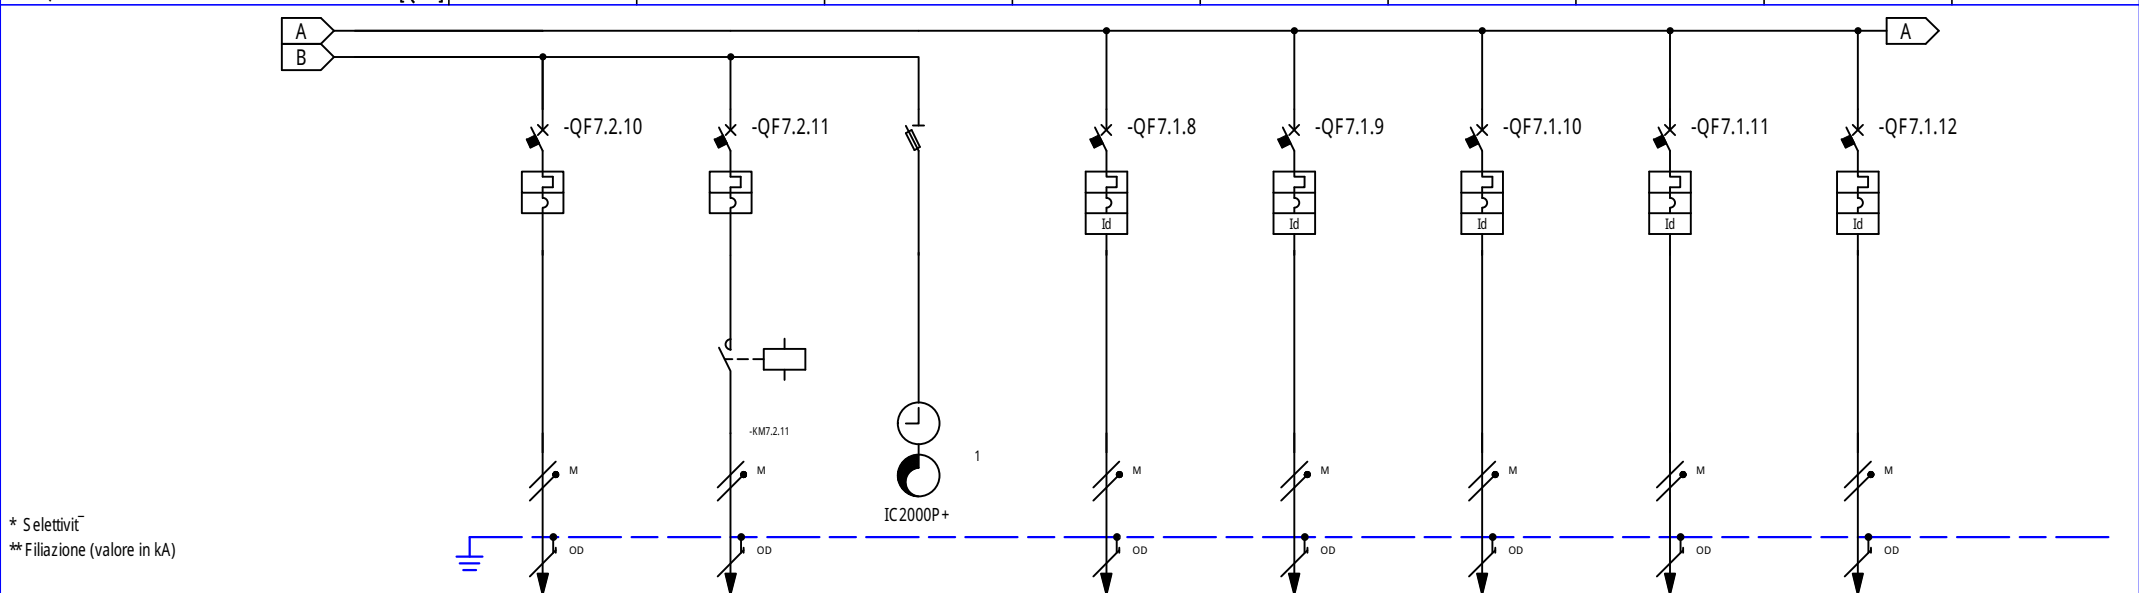 A
A
B
-QF7.2.10
-QF7.2.11
-QF7.1.8
-QF7.1.9
-QF7.1.10
-QF7.1.11
-QF7.1.12
Id
Id
Id
Id
Id
-KM7.2.11
1
M
M
M
M
M
M
M
IC2000P+
* Selettivit¯
** Filiazione (valore in kA)
OD
OD
OD
OD
OD
OD
OD